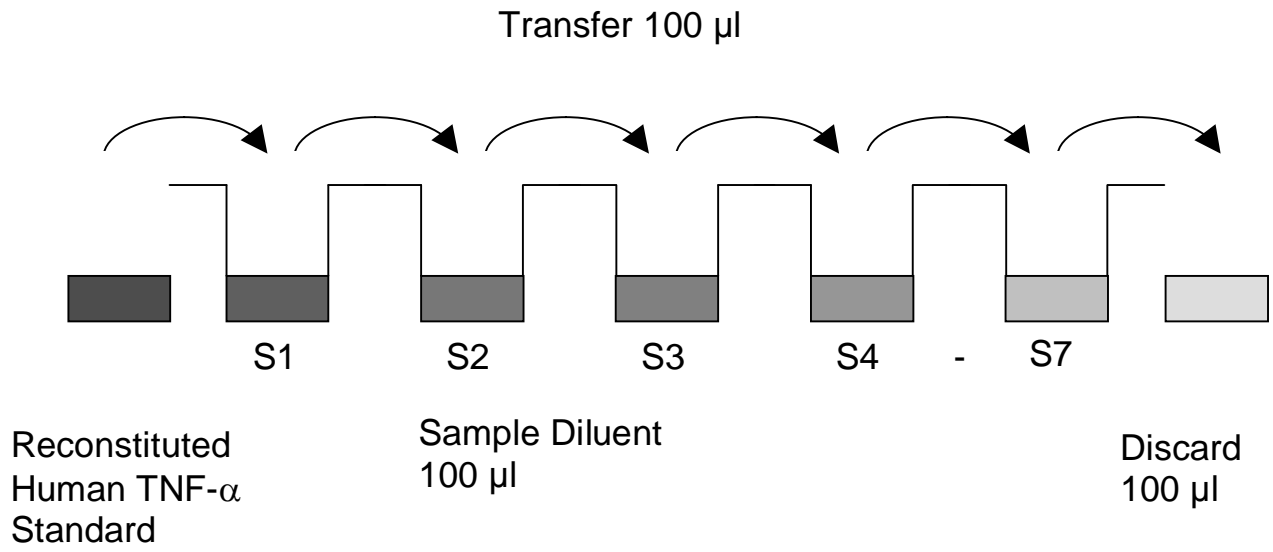 Transfer 100 µl
S1 S2 S3 S4 - S7
Reconstituted
Human TNF-α
Standard
Sample Diluent
100 µl
Discard
100 µl